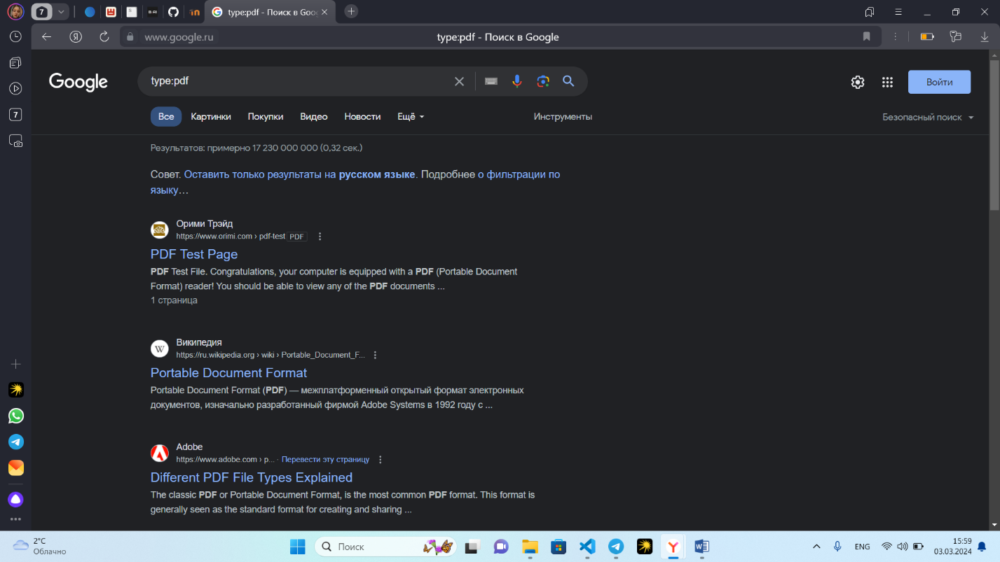 7
type:pdf - Поиск в Goo
www.google.ru
type:pdf - Поиск в Google
7
Google
type:pdf
Войти
Все
Картинки
Покупки
Видео
Новости
Ещё
Инструменты
Безопасный поиск
Результатов: примерно 17 230 000 000 (0,32 сек.)
Совет. Оставить только результаты на русском языке. Подробнее о фильтрации по
языку…
Орими Трэйд
https://www.orimi.com › pdf-test PDF
PDF Test Page
PDF Test File. Congratulations, your computer is equipped with a PDF (Portable Document
Format) reader! You should be able to view any of the PDF documents ...
1 страница
Википедия
https://ru.wikipedia.org › wiki › Portable_Document_F...
Portable Document Format
Portable Document Format (PDF) — межплатформенный открытый формат электронных
документов, изначально разработанный фирмой Adobe Systems в 1992 году с ...
Adobe
https://www.adobe.com › p... · Перевести эту страницу
Different PDF File Types Explained
The classic PDF or Portable Document Format, is the most common PDF format. This format is
generally seen as the standard format for creating and sharing ...
2°C
Облачно
Поиск
ENG
15:59
03.03.2024